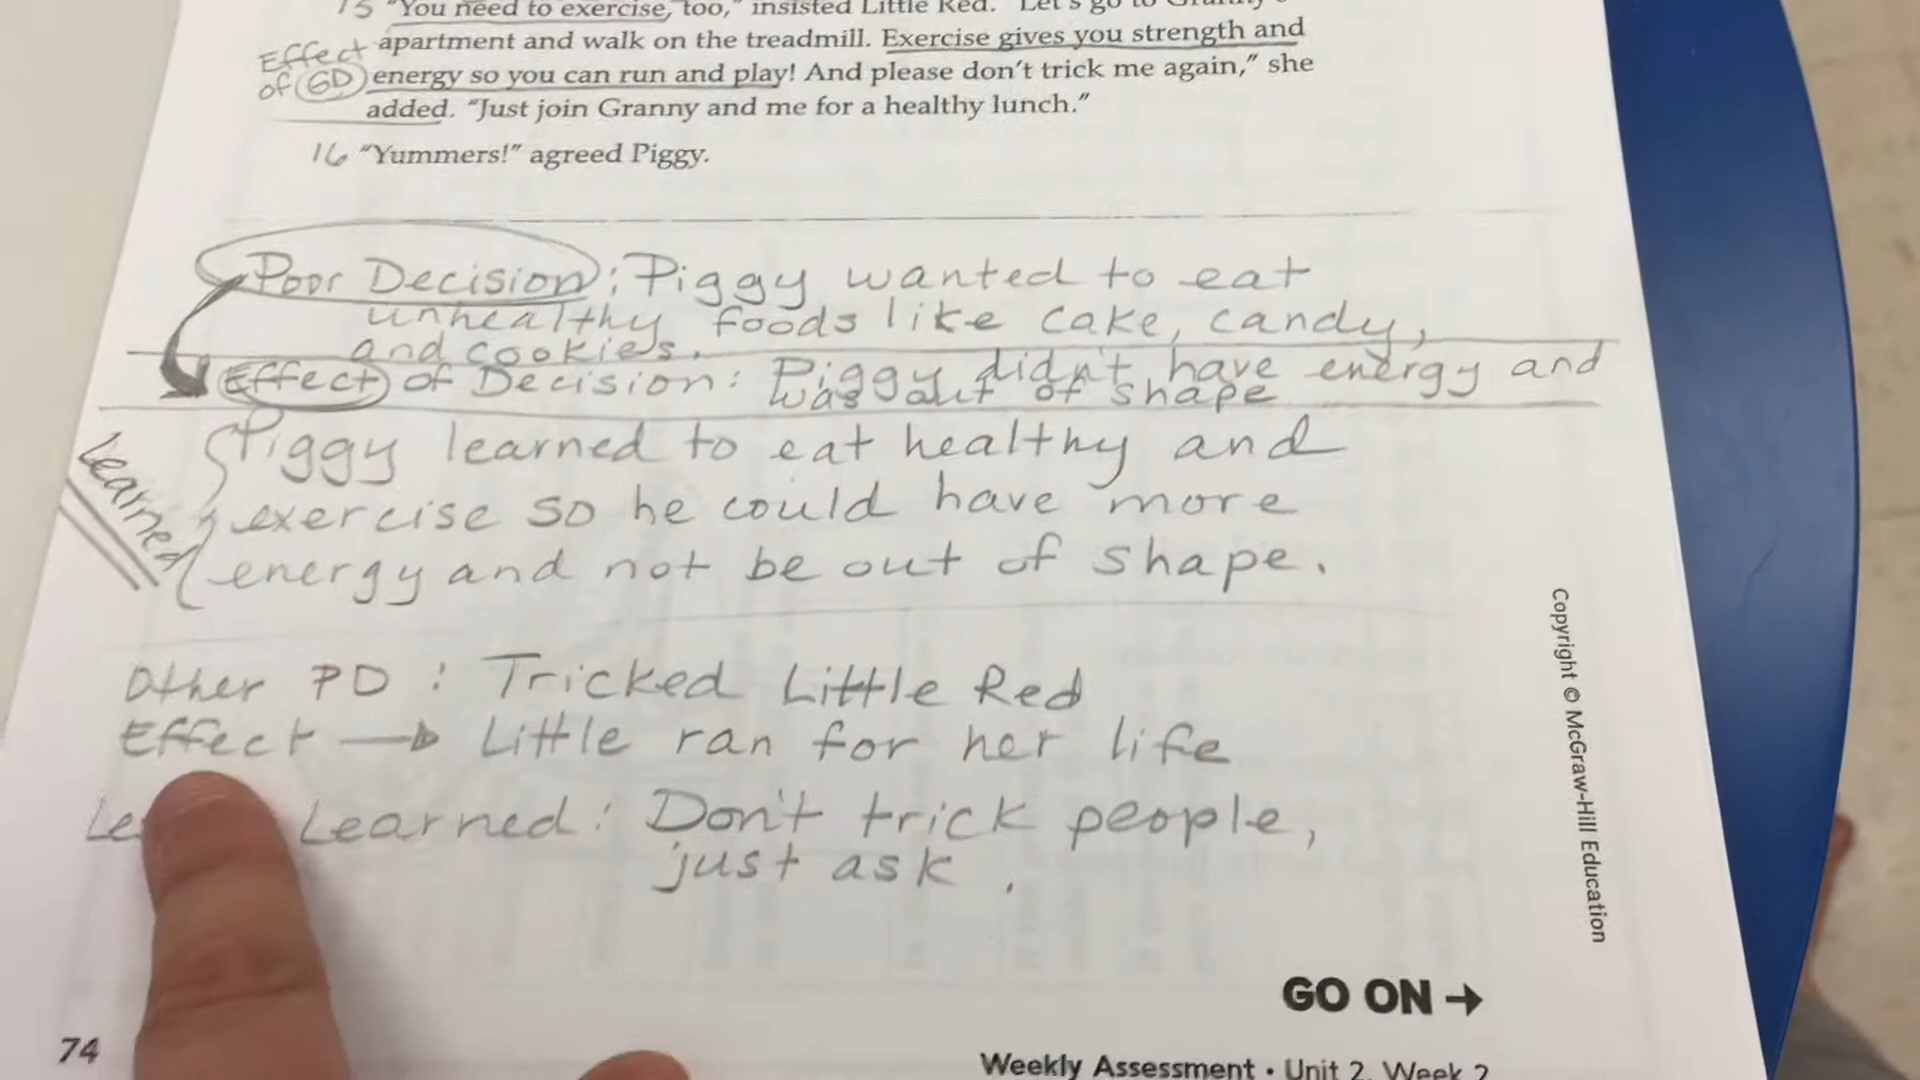 15 "You need to exercise, too," insisted Little Red. "Let's go to Granny's
Effect apartment and walk on the treadmill. Exercise gives you strength and
of GD energy so you can run and play! And please don't trick me again," she
added. "Just join Granny and me for a healthy lunch."
16 "Yummers!" agreed Piggy.
Poor Decision: Piggy wanted to eat
unhealthy foods like cake, candy,
and cookies.
Effect of Decision: Piggy didn't have energy and
was out of shape
Learned
Piggy learned to eat healthy and
exercise so he could have more
energy and not be out of shape.
Other PD: Tricked Little Red
Effect → Little ran for her life
Learned: Don't trick people,
just ask.
Copyright © McGraw-Hill Education
GO ON →
74
Weekly Assessment • Unit 2, Week 2